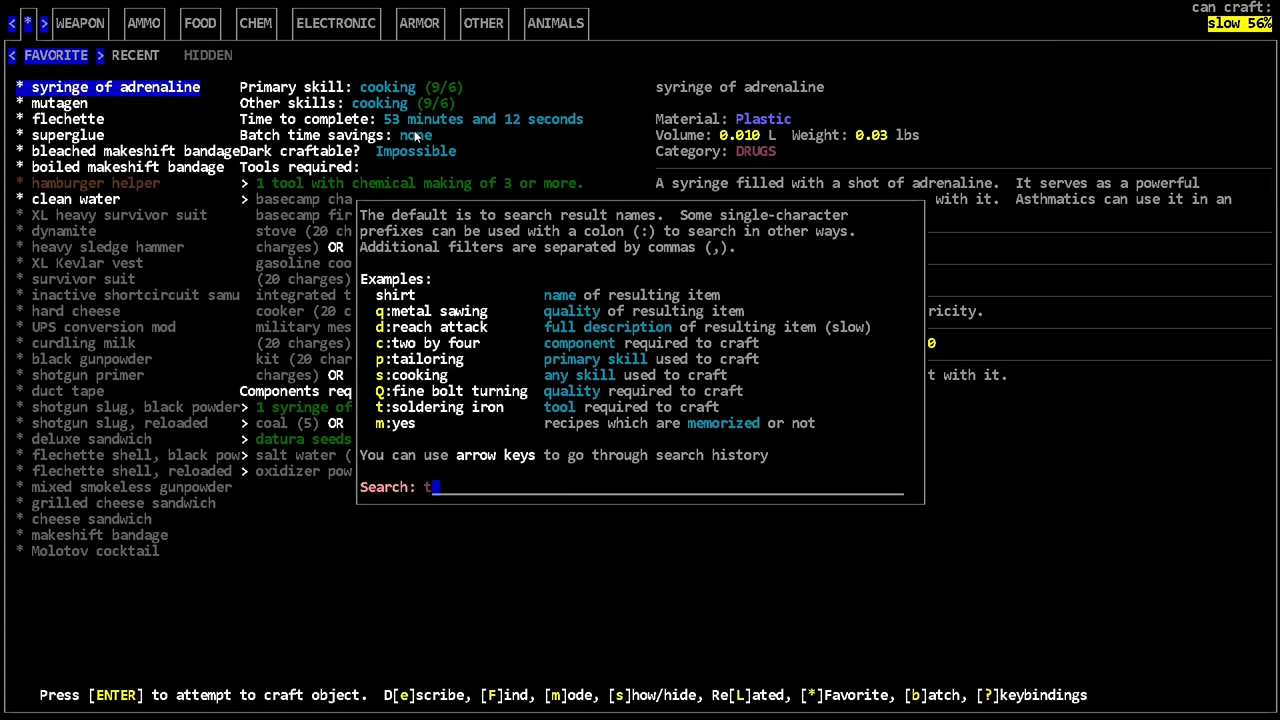 can craft:
< * > WEAPON AMMO FOOD CHEM ELECTRONIC ARMOR OTHER ANIMALS slow 56%
< FAVORITE > RECENT HIDDEN
* syringe of adrenaline Primary skill: cooking (9/6) syringe of adrenaline
* mutagen Other skills: cooking (9/6)
* flechette Time to complete: 53 minutes and 12 seconds Material: Plastic
* superglue Batch time savings: none Volume: 0.010 L Weight: 0.03 lbs
* bleached makeshift bandageDark craftable? Impossible Category: DRUGS
* boiled makeshift bandage Tools required:
* hamburger helper > 1 tool with chemical making of 3 or more. A syringe filled with a shot of adrenaline. It serves as a powerful
* clean water > basecamp cha with it. Asthmatics can use it in an
* XL heavy survivor suit basecamp fir The default is to search result names. Some single-character
* dynamite stove (20 ch prefixes can be used with a colon (:) to search in other ways.
* heavy sledge hammer charges) OR Additional filters are separated by commas (,).
* XL Kevlar vest gasoline coo
* survivor suit (20 charges) Examples:
* inactive shortcircuit samu integrated t shirt name of resulting item
* hard cheese cooker (20 c q:metal sawing quality of resulting item ricity.
* UPS conversion mod military mes d:reach attack full description of resulting item (slow)
* curdling milk (20 charges) c:two by four component required to craft 0
* black gunpowder kit (20 char p:tailoring primary skill used to craft
* shotgun primer charges) OR s:cooking any skill used to craft t with it.
* duct tape Components req Q:fine bolt turning quality required to craft
* shotgun slug, black powder> 1 syringe of t:soldering iron tool required to craft
* shotgun slug, reloaded > coal (5) OR m:yes recipes which are memorized or not
* deluxe sandwich > datura seeds
* flechette shell, black pow> salt water ( You can use arrow keys to go through search history
* flechette shell, reloaded > oxidizer pow
* mixed smokeless gunpowder Search: t
* grilled cheese sandwich
* cheese sandwich
* makeshift bandage
* Molotov cocktail
Press [ENTER] to attempt to craft object. D[e]scribe, [F]ind, [m]ode, [s]how/hide, Re[L]ated, [*]Favorite, [b]atch, [?]keybindings